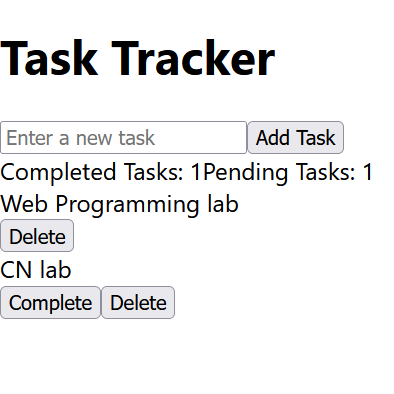 Task Tracker
Enter a new task Add Task
Completed Tasks: 1Pending Tasks: 1
Web Programming lab
Delete
CN lab
Complete Delete